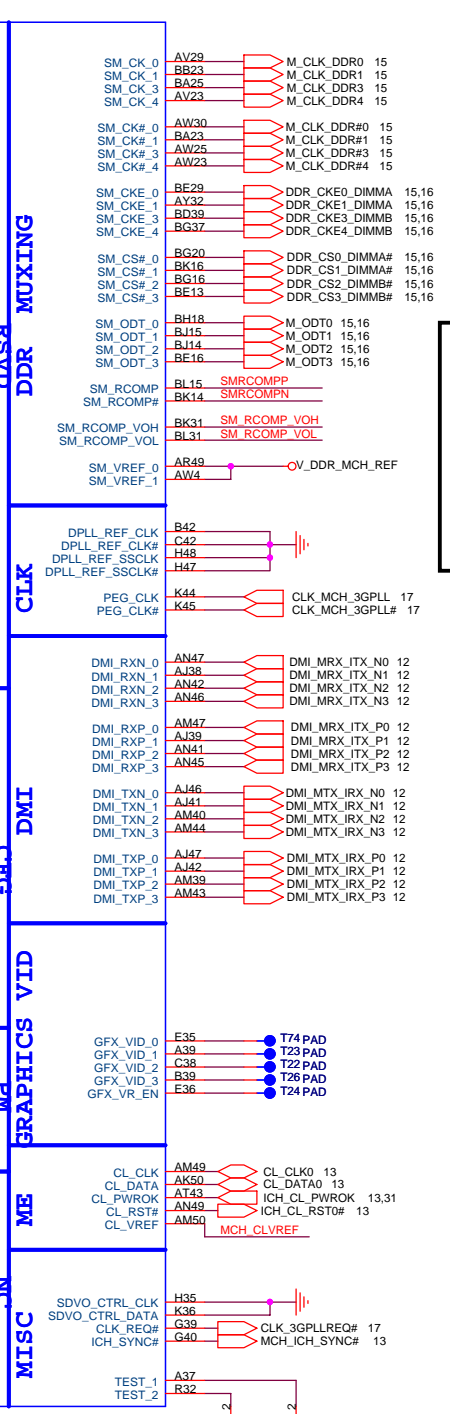 DDR MUXING
SM_CK_0 AV29 M_CLK_DDR0 15
SM_CK_1 BB23 M_CLK_DDR1 15
SM_CK_3 BA25 M_CLK_DDR3 15
SM_CK_4 AV23 M_CLK_DDR4 15
SM_CK#_0 AW30 M_CLK_DDR#0 15
SM_CK#_1 BA23 M_CLK_DDR#1 15
SM_CK#_3 AW25 M_CLK_DDR#3 15
SM_CK#_4 AW23 M_CLK_DDR#4 15
SM_CKE_0 BE29 DDR_CKE0_DIMMA 15,16
SM_CKE_1 AY32 DDR_CKE1_DIMMA 15,16
SM_CKE_3 BD39 DDR_CKE3_DIMMB 15,16
SM_CKE_4 BG37 DDR_CKE4_DIMMB 15,16
SM_CS#_0 BG20 DDR_CS0_DIMMA# 15,16
SM_CS#_1 BK16 DDR_CS1_DIMMA# 15,16
SM_CS#_2 BG16 DDR_CS2_DIMMB# 15,16
SM_CS#_3 BE13 DDR_CS3_DIMMB# 15,16
SM_ODT_0 BH18 M_ODT0 15,16
SM_ODT_1 BJ15 M_ODT1 15,16
SM_ODT_2 BJ14 M_ODT2 15,16
SM_ODT_3 BE16 M_ODT3 15,16
SM_RCOMP BL15 SMRCOMPP
SM_RCOMP# BK14 SMRCOMPN
SM_RCOMP_VOH BK31 SM_RCOMP_VOH
SM_RCOMP_VOL BL31 SM_RCOMP_VOL
SM_VREF_0 AR49 V_DDR_MCH_REF
SM_VREF_1 AW4
CLK
DPLL_REF_CLK B42
DPLL_REF_CLK# C42
DPLL_REF_SSCLK H48
DPLL_REF_SSCLK# H47
PEG_CLK K44 CLK_MCH_3GPLL 17
PEG_CLK# K45 CLK_MCH_3GPLL# 17
DMI
DMI_RXN_0 AN47 DMI_MRX_ITX_N0 12
DMI_RXN_1 AJ38 DMI_MRX_ITX_N1 12
DMI_RXN_2 AN42 DMI_MRX_ITX_N2 12
DMI_RXN_3 AN46 DMI_MRX_ITX_N3 12
DMI_RXP_0 AM47 DMI_MRX_ITX_P0 12
DMI_RXP_1 AJ39 DMI_MRX_ITX_P1 12
DMI_RXP_2 AN41 DMI_MRX_ITX_P2 12
DMI_RXP_3 AN45 DMI_MRX_ITX_P3 12
DMI_TXN_0 AJ46 DMI_MTX_IRX_N0 12
DMI_TXN_1 AJ41 DMI_MTX_IRX_N1 12
DMI_TXN_2 AM40 DMI_MTX_IRX_N2 12
DMI_TXN_3 AM44 DMI_MTX_IRX_N3 12
DMI_TXP_0 AJ47 DMI_MTX_IRX_P0 12
DMI_TXP_1 AJ42 DMI_MTX_IRX_P1 12
DMI_TXP_2 AM39 DMI_MTX_IRX_P2 12
DMI_TXP_3 AM43 DMI_MTX_IRX_P3 12
GRAPHICS VID
GFX_VID_0 E35 T74 PAD
GFX_VID_1 A39 T23 PAD
GFX_VID_2 C38 T22 PAD
GFX_VID_3 B39 T26 PAD
GFX_VR_EN E36 T24 PAD
ME
CL_CLK AM49 CL_CLK0 13
CL_DATA AK50 CL_DATA0 13
CL_PWROK AT43 ICH_CL_PWROK 13,31
CL_RST# AN49 ICH_CL_RST0# 13
CL_VREF AM50 MCH_CLVREF
MISC
SDVO_CTRL_CLK H35
SDVO_CTRL_DATA K36
CLK_REQ# G39 CLK_3GPLLREQ# 17
ICH_SYNC# G40 MCH_ICH_SYNC# 13
TEST_1 A37
TEST_2 R32
2 2